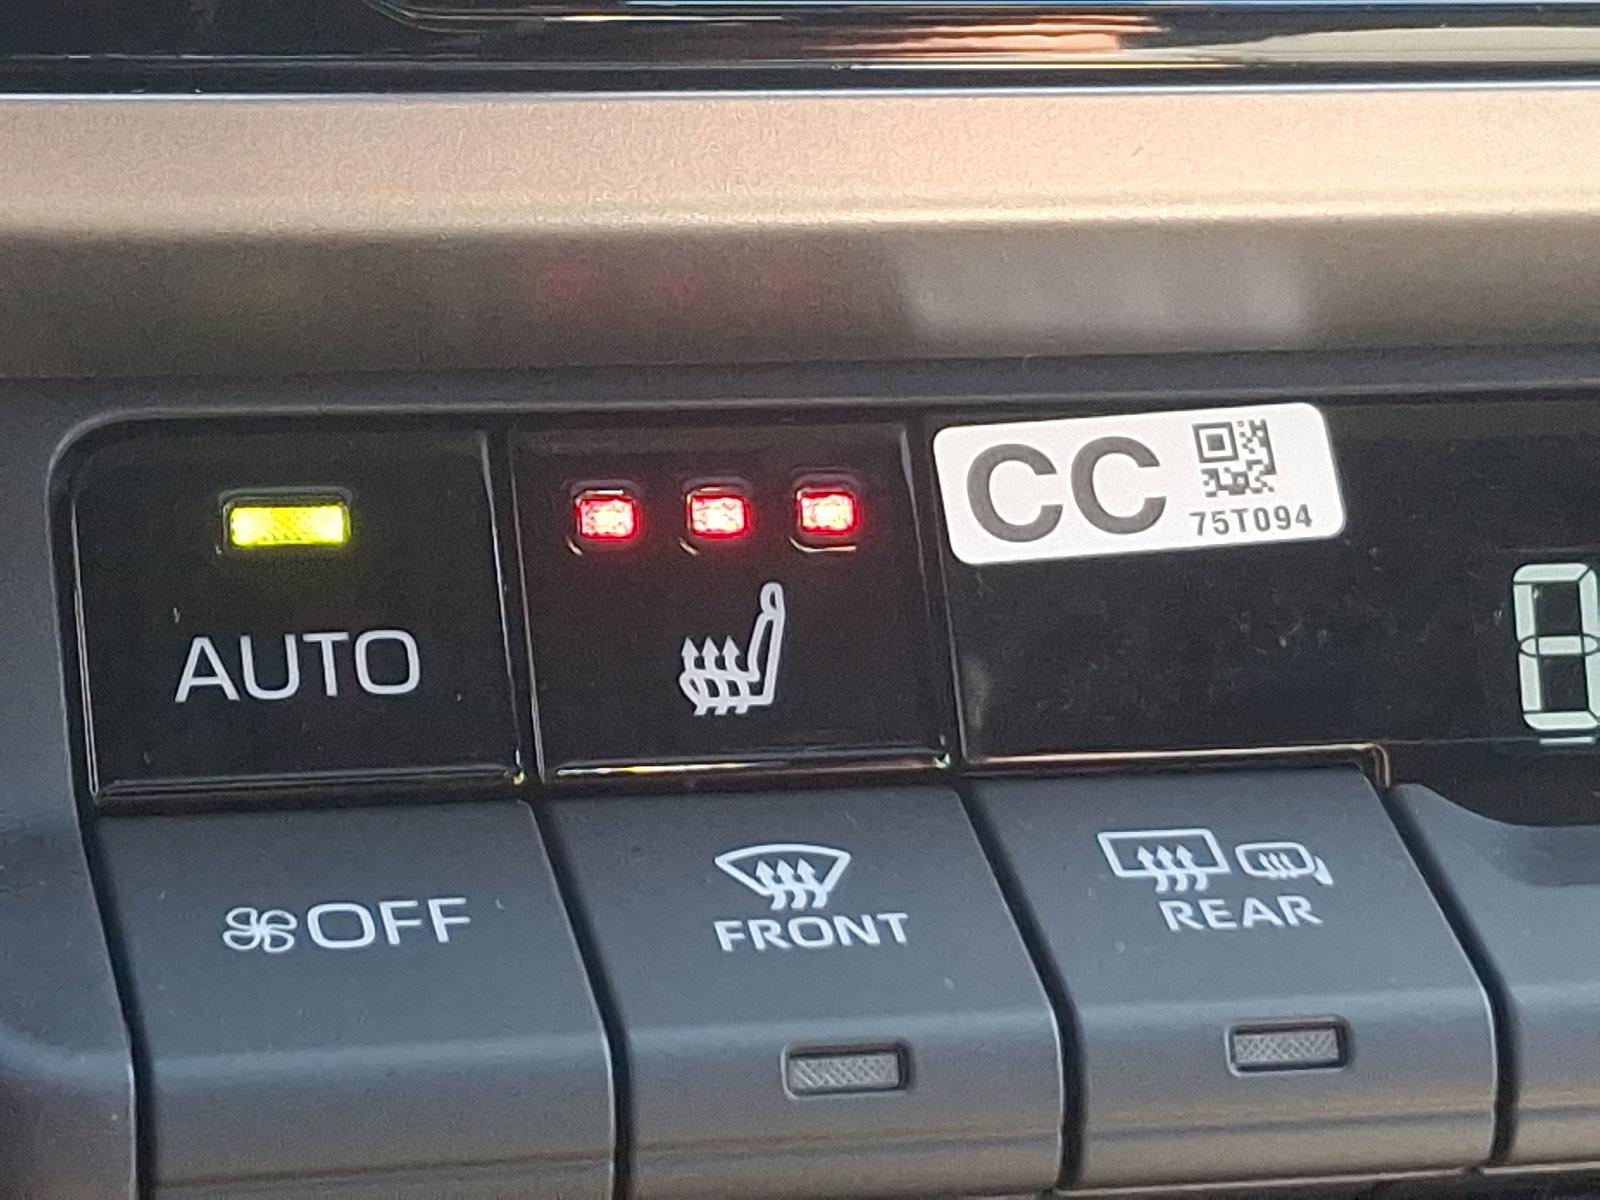 AUTO
CC
75T094
OFF
FRONT
REAR